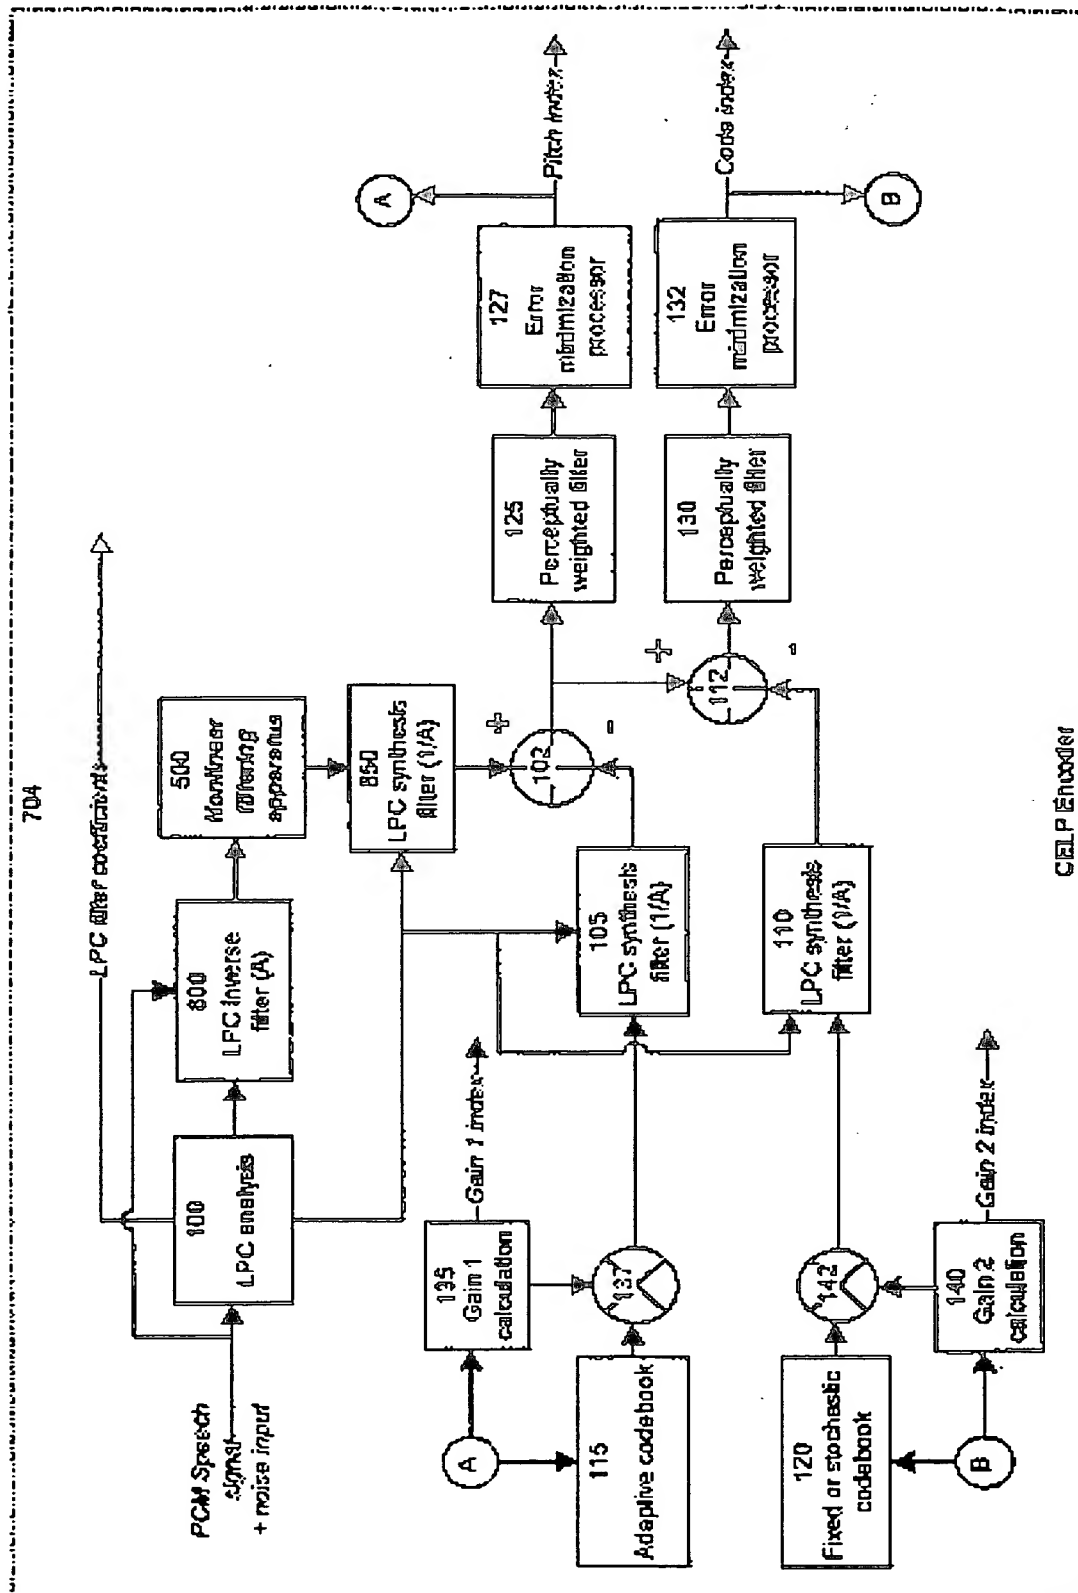 704
LPC filter coefficients
PCM Speech
signal
+ noise input
100
LPC analysis
800
LPC inverse
filter (A)
500
Nonlinear
filtering
apparatus
850
LPC synthesis
filter (1/A)
A
135
Gain 1
calculation
Gain 1 index
115
Adaptive codebook
137
105
LPC synthesis
filter (1/A)
102
+
-
125
Perceptually
weighted filter
127
Error
minimization
processor
A
Pitch index
120
Fixed or stochastic
codebook
142
110
LPC synthesis
filter (1/A)
112
+
-
130
Perceptually
weighted filter
132
Error
minimization
processor
Code index
B
B
140
Gain 2
calculation
Gain 2 index
CELP Encoder